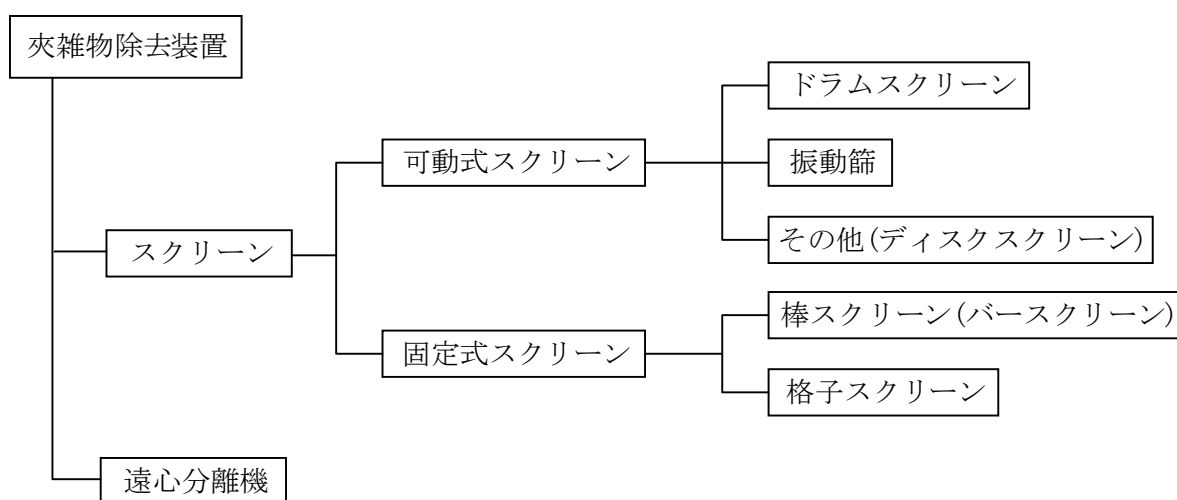 夾雑物除去装置
ドラムスクリーン
可動式スクリーン
振動篩
スクリーン
その他(ディスクスクリーン)
棒スクリーン(バースクリーン)
固定式スクリーン
格子スクリーン
遠心分離機